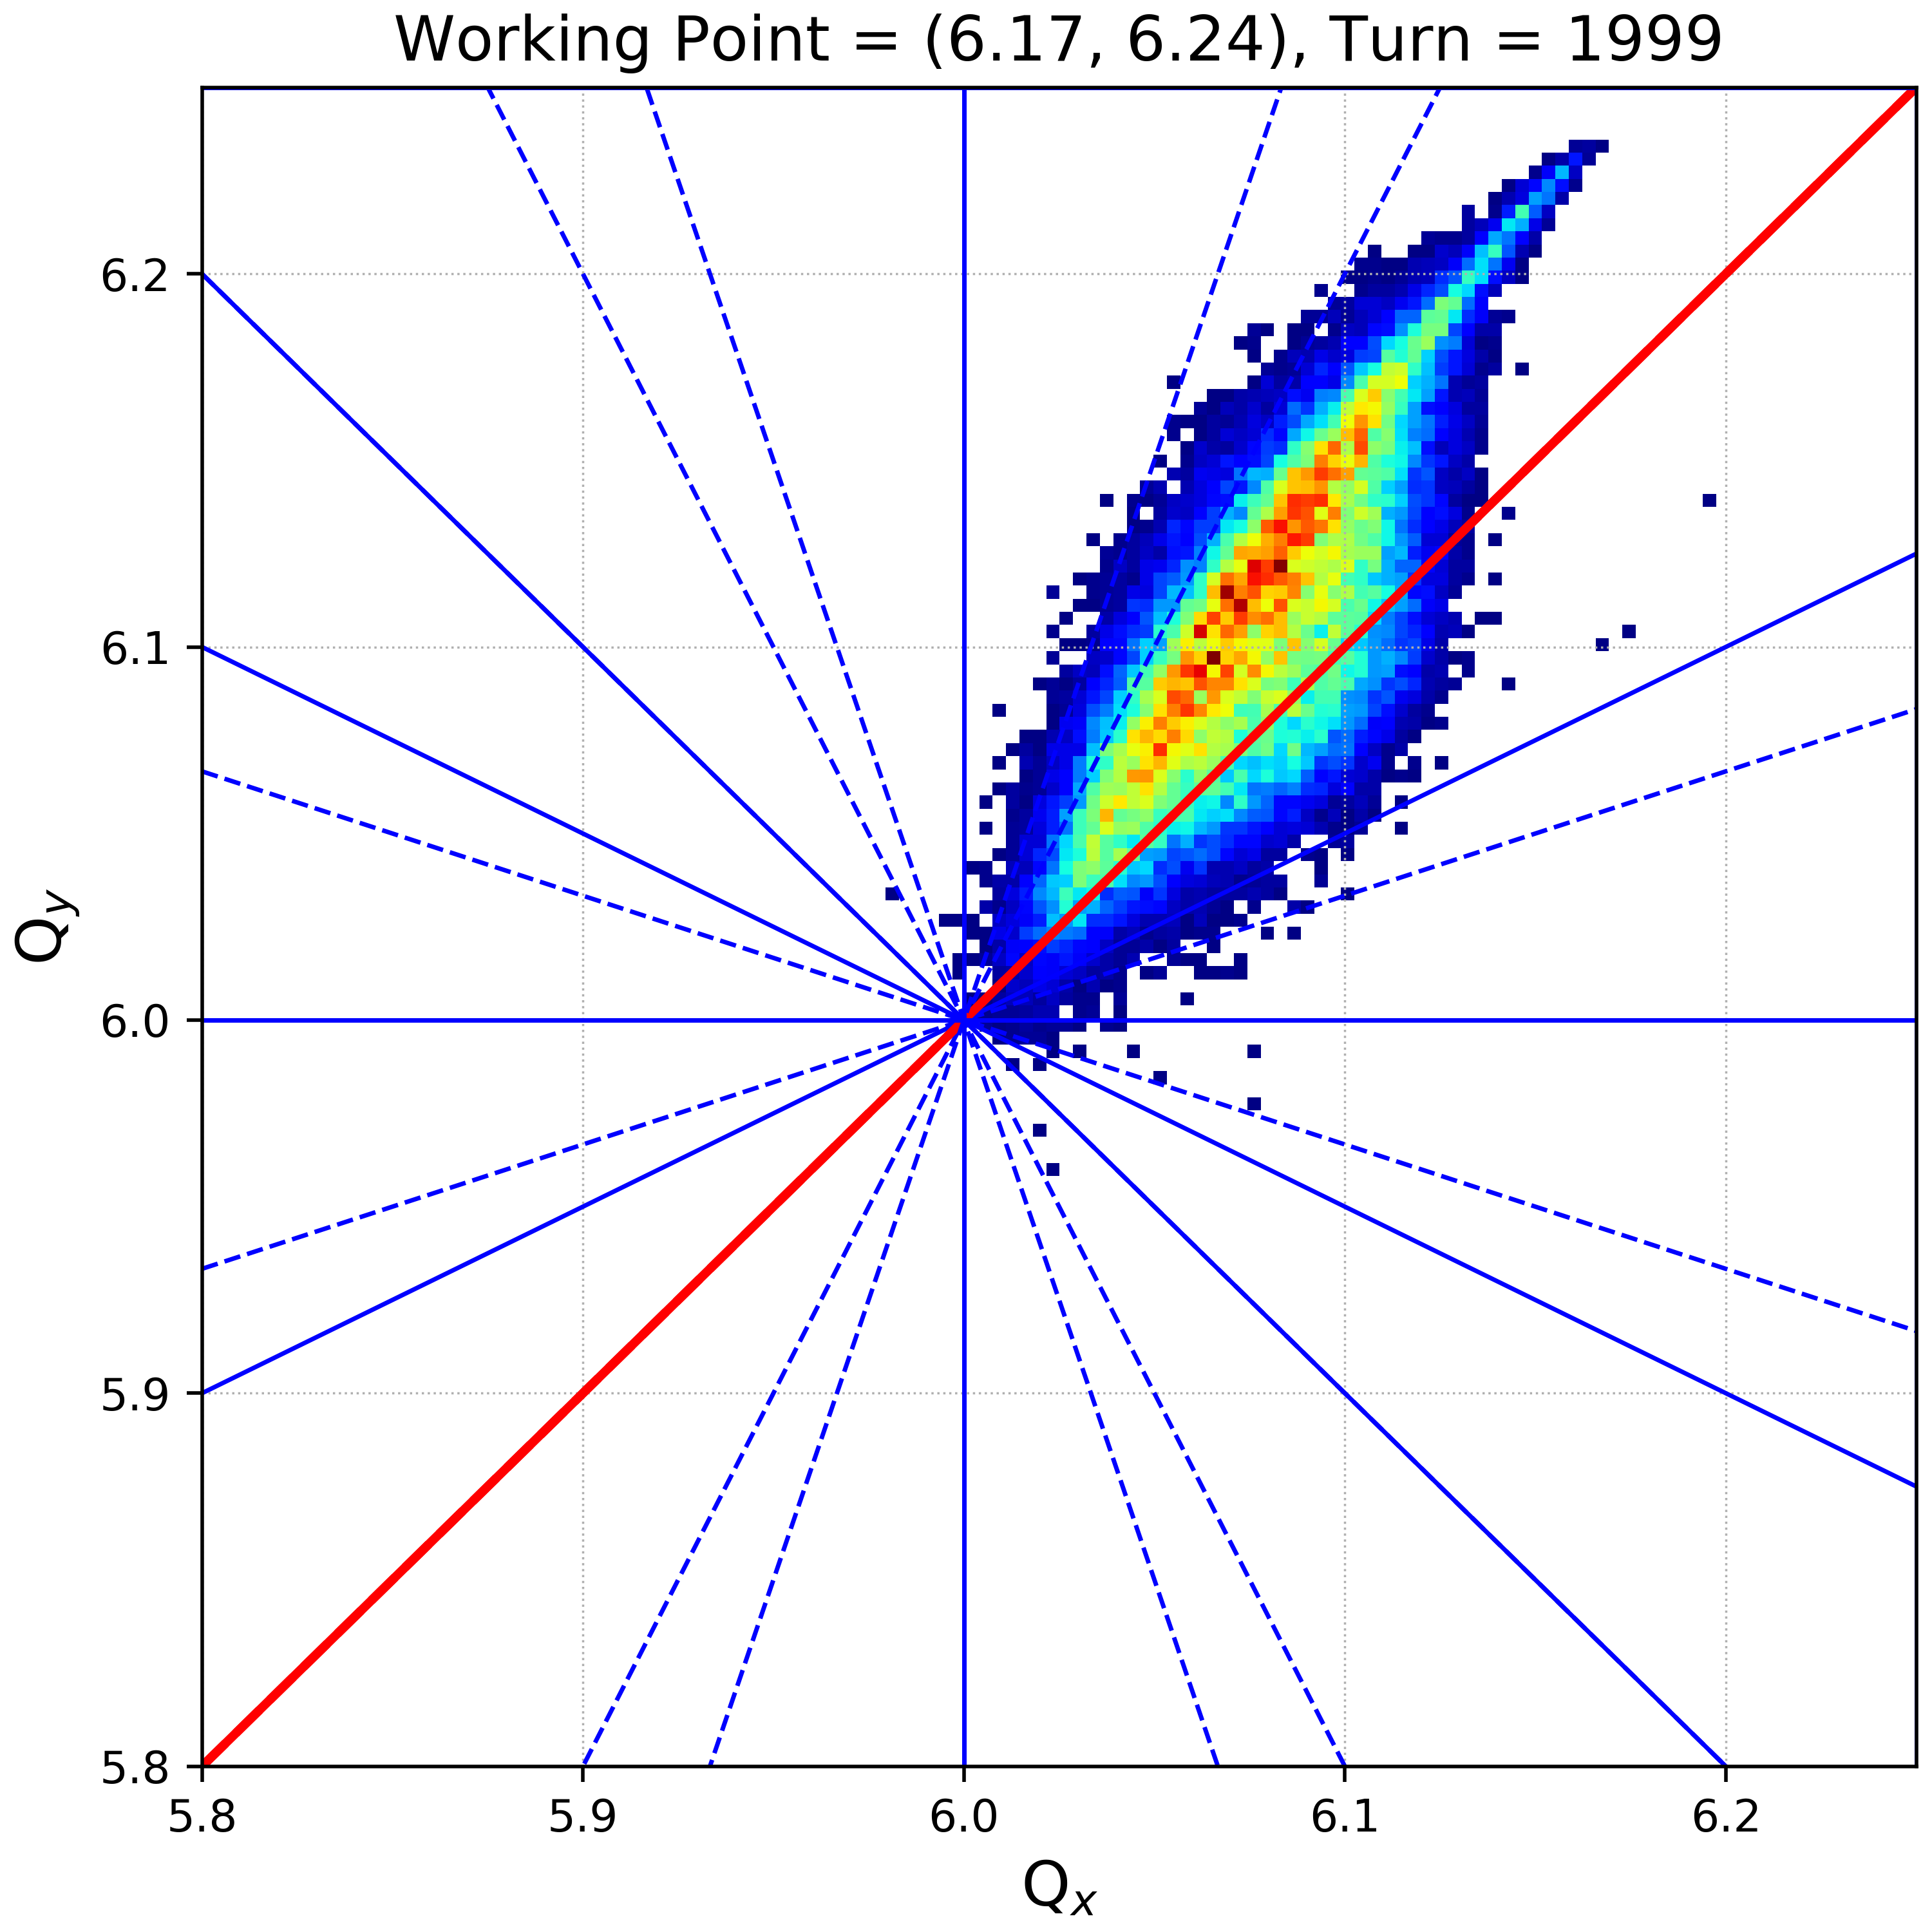 Working Point = (6.17, 6.24), Turn = 1999
6.2
6.1
6.0
5.9
5.8
Qy
5.8 5.9 6.0 6.1 6.2
Qx